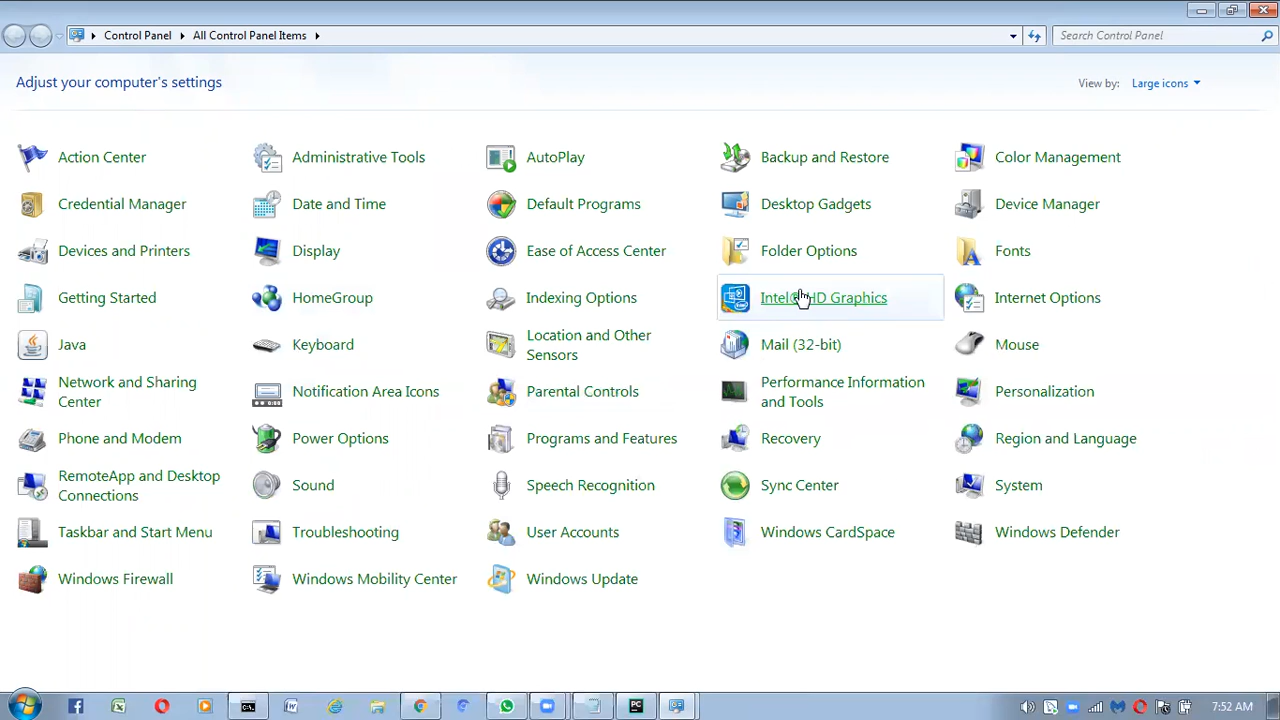 Control Panel
All Control Panel Items
Search Control Panel
Adjust your computer's settings
View by: Large icons
Action Center
Administrative Tools
AutoPlay
Backup and Restore
Color Management
Credential Manager
Date and Time
Default Programs
Desktop Gadgets
Device Manager
Devices and Printers
Display
Ease of Access Center
Folder Options
Fonts
Getting Started
HomeGroup
Indexing Options
HD Graphics
Internet Options
Java
Keyboard
Location and Other
Sensors
Mail (32-bit)
Mouse
Network and Sharing
Center
Notification Area Icons
Parental Controls
Performance Information
and Tools
Personalization
Phone and Modem
Power Options
Programs and Features
Recovery
Region and Language
RemoteApp and Desktop
Connections
Sound
Speech Recognition
Sync Center
System
Taskbar and Start Menu
Troubleshooting
User Accounts
Windows CardSpace
Windows Defender
Windows Firewall
Windows Mobility Center
Windows Update
PC
7:52 AM